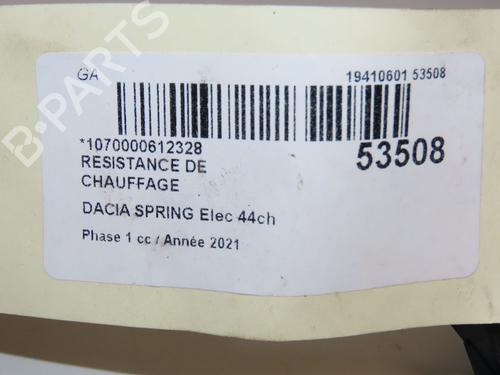 GA
19410601 53508
*1070000612328
53508
RESISTANCE DE
CHAUFFAGE
DACIA SPRING Elec 44ch
Phase 1 cc / Année 2021
B-PARTS